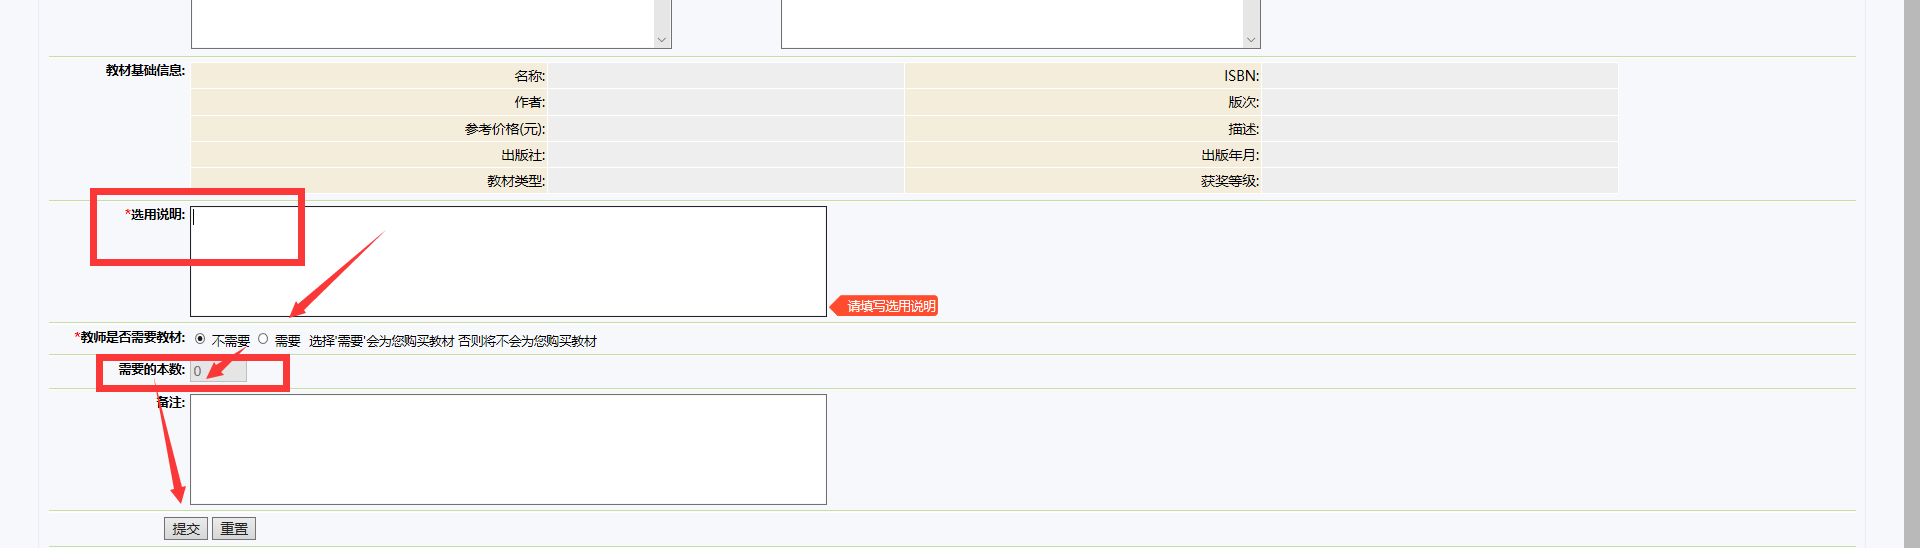 教材基础信息: 名称: ISBN:
作者: 版次:
参考价格(元): 描述:
出版社: 出版年月:
教材类型: 获奖等级:
*选用说明:
请填写选用说明
*教师是否需要教材: 不需要 需要 选择'需要'会为您购买教材 否则将不会为您购买教材
需要的本数: 0
备注:
提交 重置